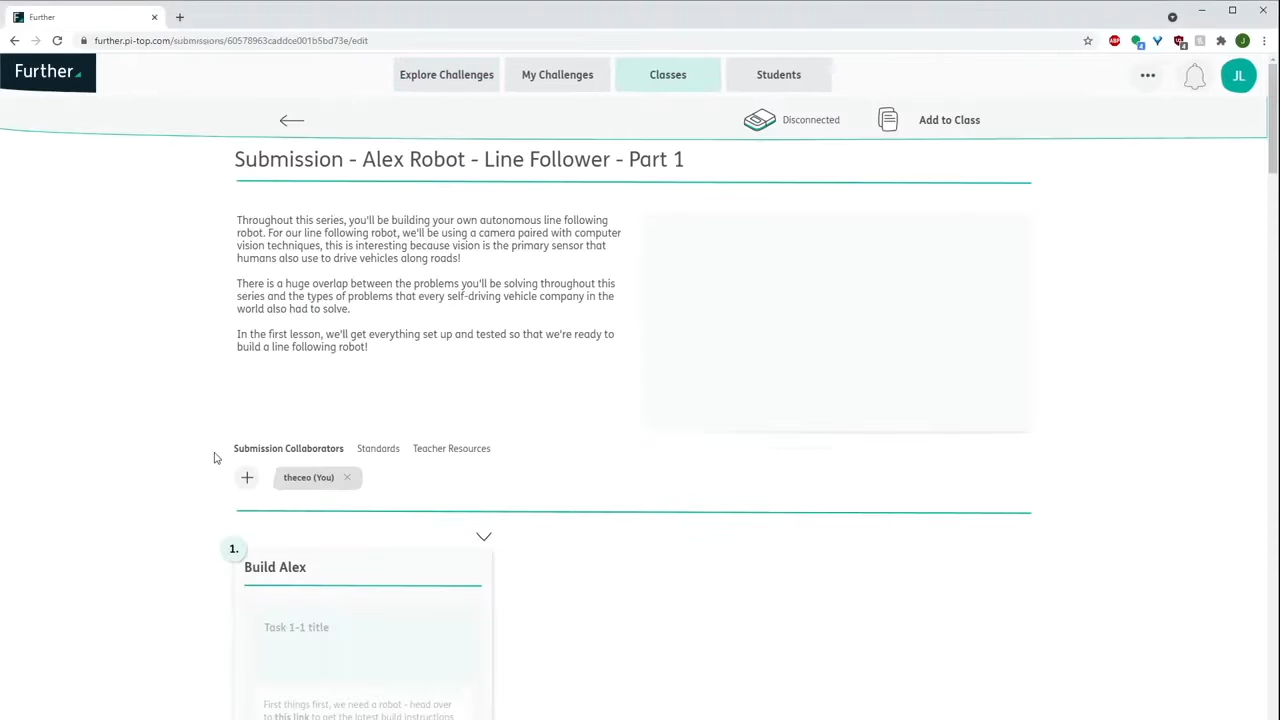 Further
further.pi-top.com/submissions/60578963caddce001b5bd73e/edit
ABP
4
4
J
Further
Explore Challenges
My Challenges
Classes
Students
JL
Disconnected
Add to Class
Submission - Alex Robot - Line Follower - Part 1
Throughout this series, you'll be building your own autonomous line following
robot. For our line following robot, we'll be using a camera paired with computer
vision techniques, this is interesting because vision is the primary sensor that
humans also use to drive vehicles along roads!
There is a huge overlap between the problems you'll be solving throughout this
series and the types of problems that every self-driving vehicle company in the
world also had to solve.
In the first lesson, we'll get everything set up and tested so that we're ready to
build a line following robot!
Submission Collaborators
Standards
Teacher Resources
theceo (You)
1.
Build Alex
Task 1-1 title
First things first, we need a robot - head over
to this link to get the latest build instructions